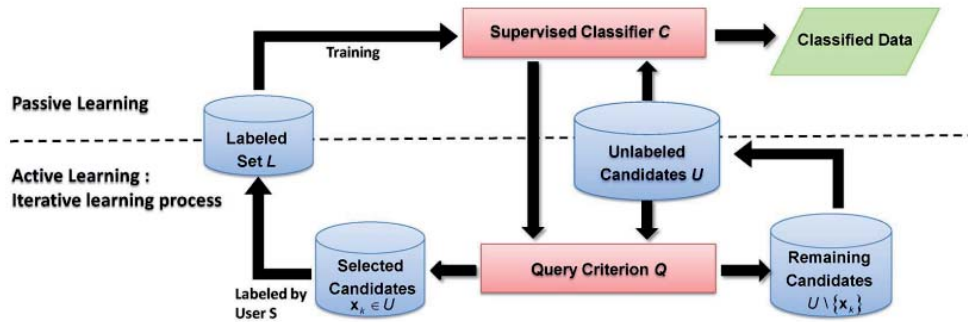 Supervised Classifier C
Classified Data
Training
Passive Learning
Labeled
Set L
Unlabeled
Candidates U
Active Learning :
Iterative learning process
Selected
Candidates
xₖ ∈ U
Query Criterion Q
Remaining
Candidates
U \ {xₖ}
Labeled by
User S